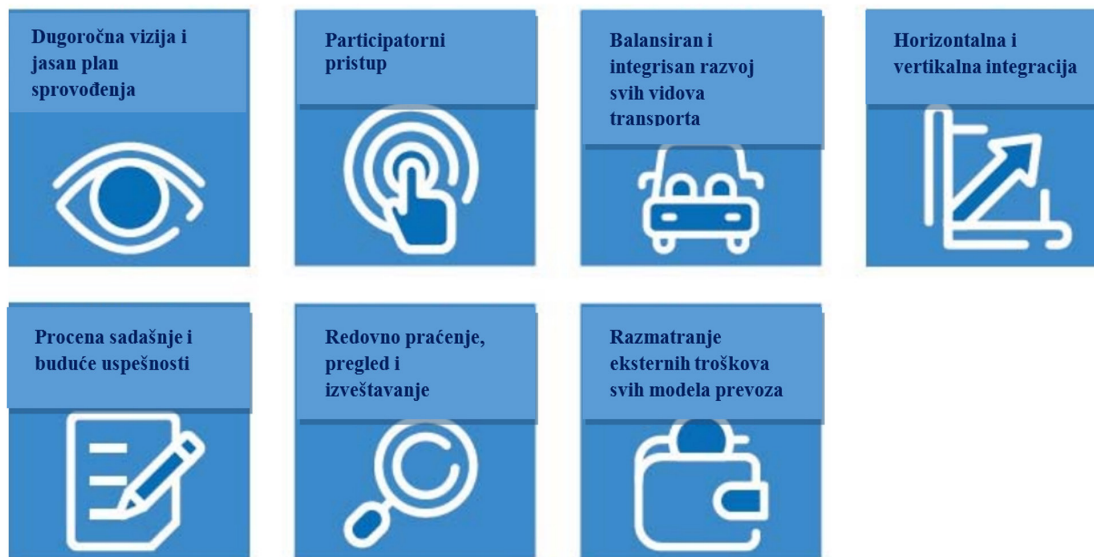 Dugoročna vizija i
jasan plan
sprovođenja
Participatorni
pristup
Balansiran i
integrisan razvoj
svih vidova
transporta
Horizontalna i
vertikalna integracija
Procena sadašnje i
buduće uspešnosti
Redovno praćenje,
pregled i
izveštavanje
Razmatranje
eksternih troškova
svih modela prevoza